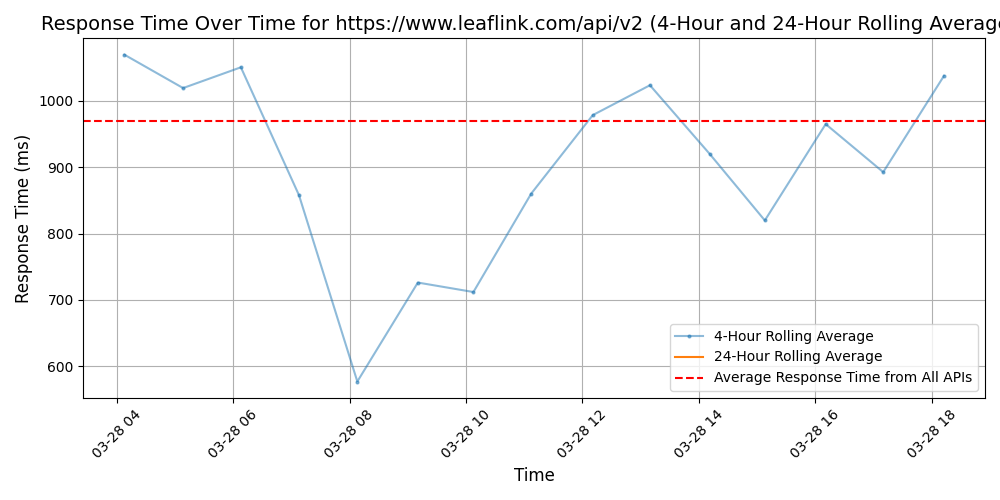 Response Time Over Time for https://www.leaflink.com/api/v2 (4-Hour and 24-Hour Rolling Average
Response Time (ms)
1000
900
800
700
600
4-Hour Rolling Average
24-Hour Rolling Average
Average Response Time from All APIs
03-28 04
03-28 06
03-28 08
03-28 10
03-28 12
03-28 14
03-28 16
03-28 18
Time